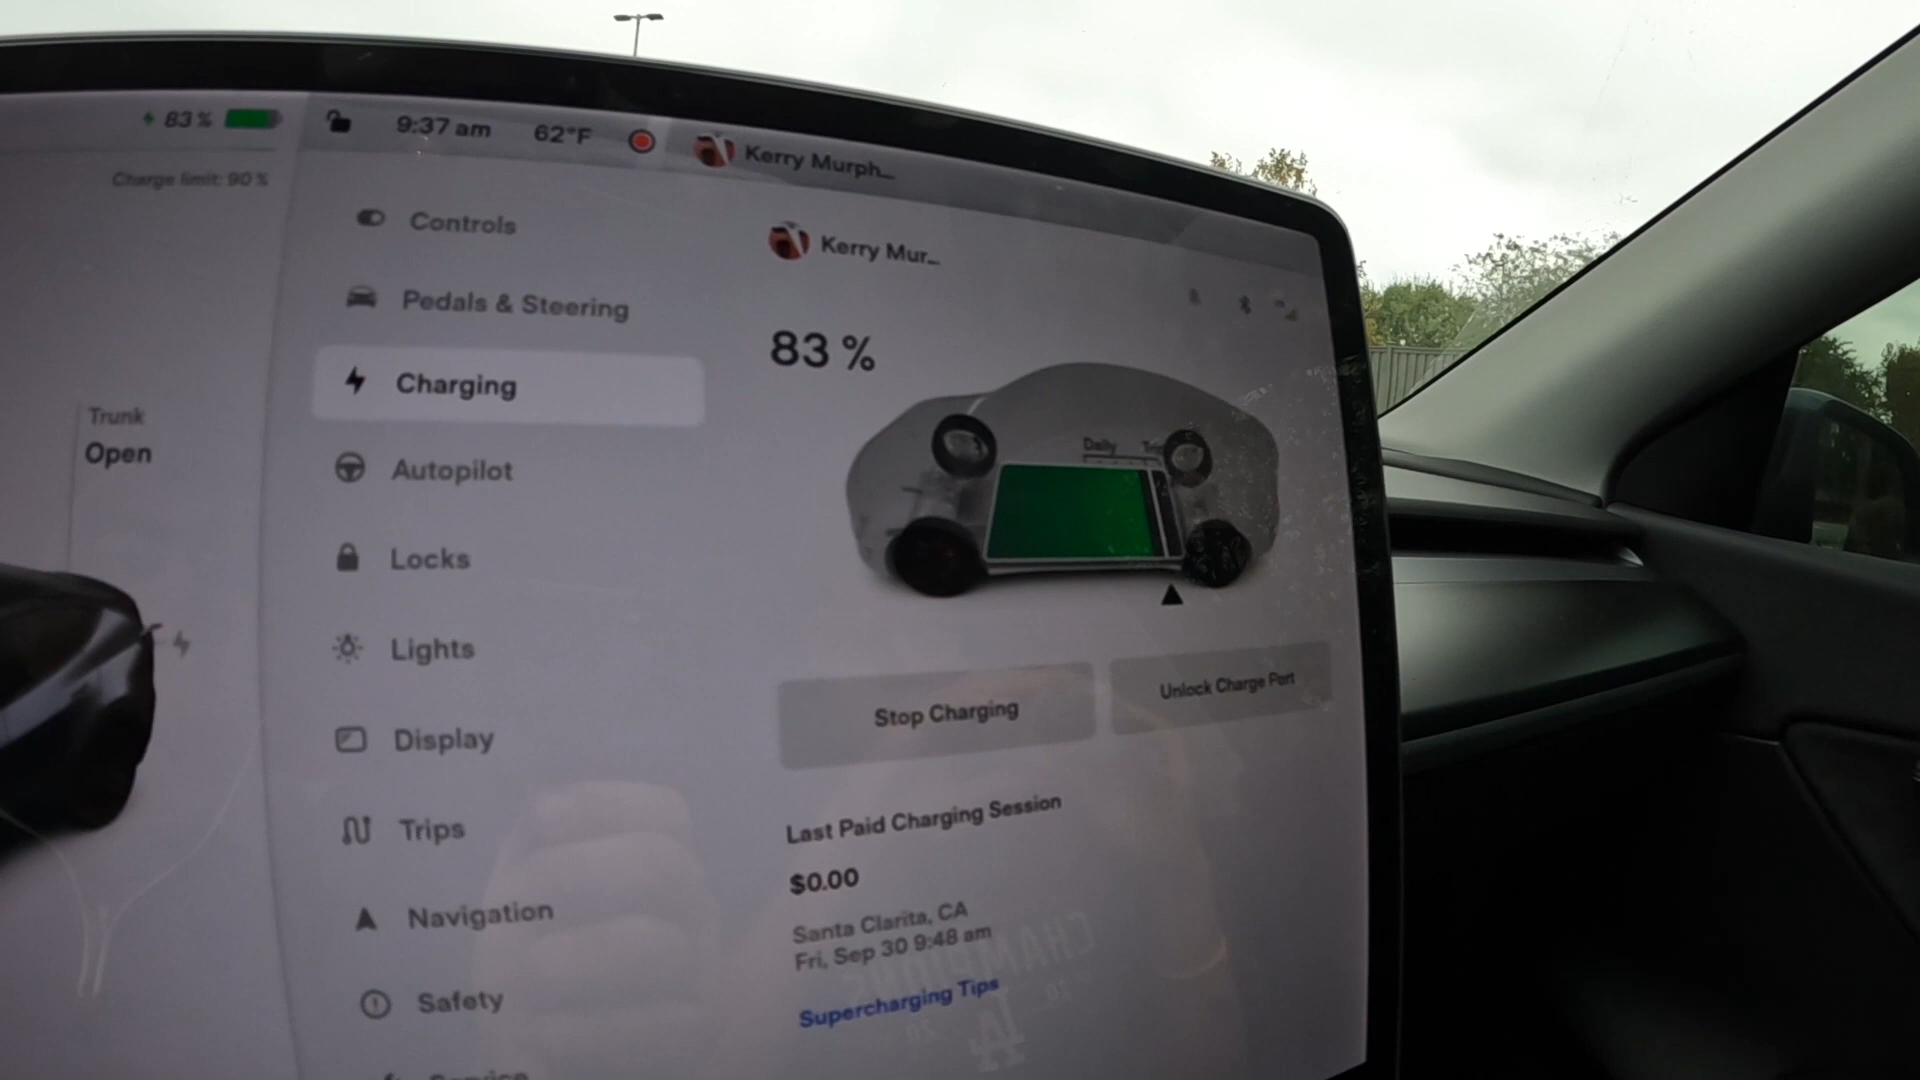 83 %
9:37 am
62°F
Kerry Murph...
Charge limit: 90 %
Controls
Kerry Mur...
Pedals & Steering
83 %
Charging
Trunk
Open
Daily
Autopilot
Locks
Lights
Stop Charging
Unlock Charge Port
Display
Trips
Last Paid Charging Session
$0.00
Navigation
Santa Clarita, CA
Fri, Sep 30 9:48 am
Safety
Supercharging Tips
Service